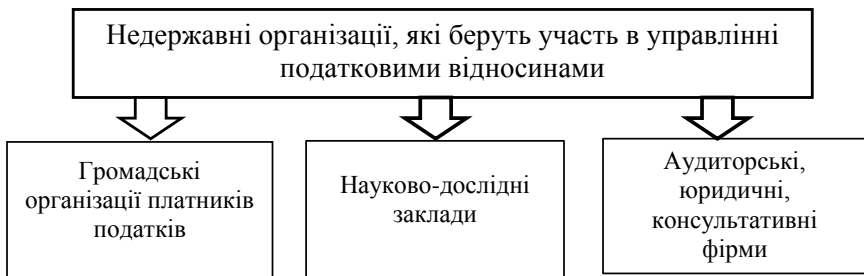 Недержавні організації, які беруть участь в управлінні
податковими відносинами
Громадські
організації платників
податків
Науково-дослідні
заклади
Аудиторські,
юридичні,
консультативні
фірми